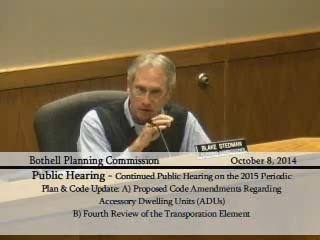 BLAKE STEDMAN
Bothell Planning Commission October 8, 2014
Public Hearing - Continued Public Hearing on the 2015 Periodic
Plan & Code Update: A) Proposed Code Amendments Regarding
Accessory Dwelling Units (ADUs)
B) Fourth Review of the Transporation Element